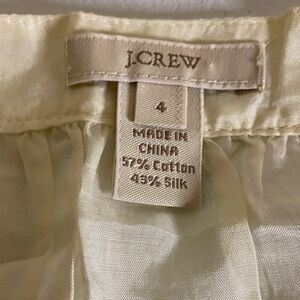 J.CREW
4
MADE IN
CHINA
57% Cotton
43% Silk